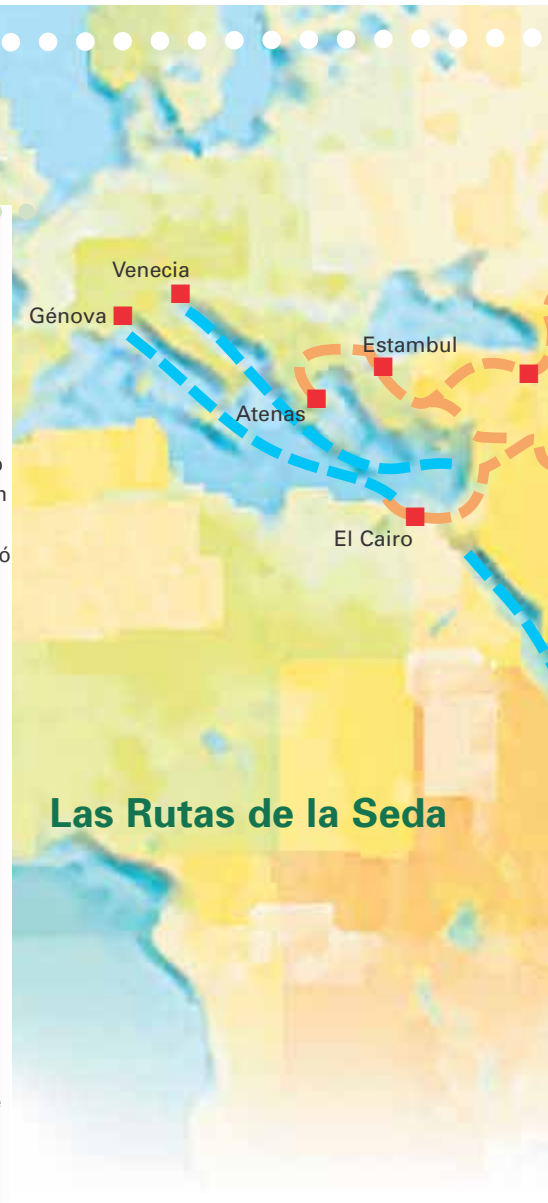 Venecia
Génova
Estambul
Atenas
El Cairo
Las Rutas de la Seda